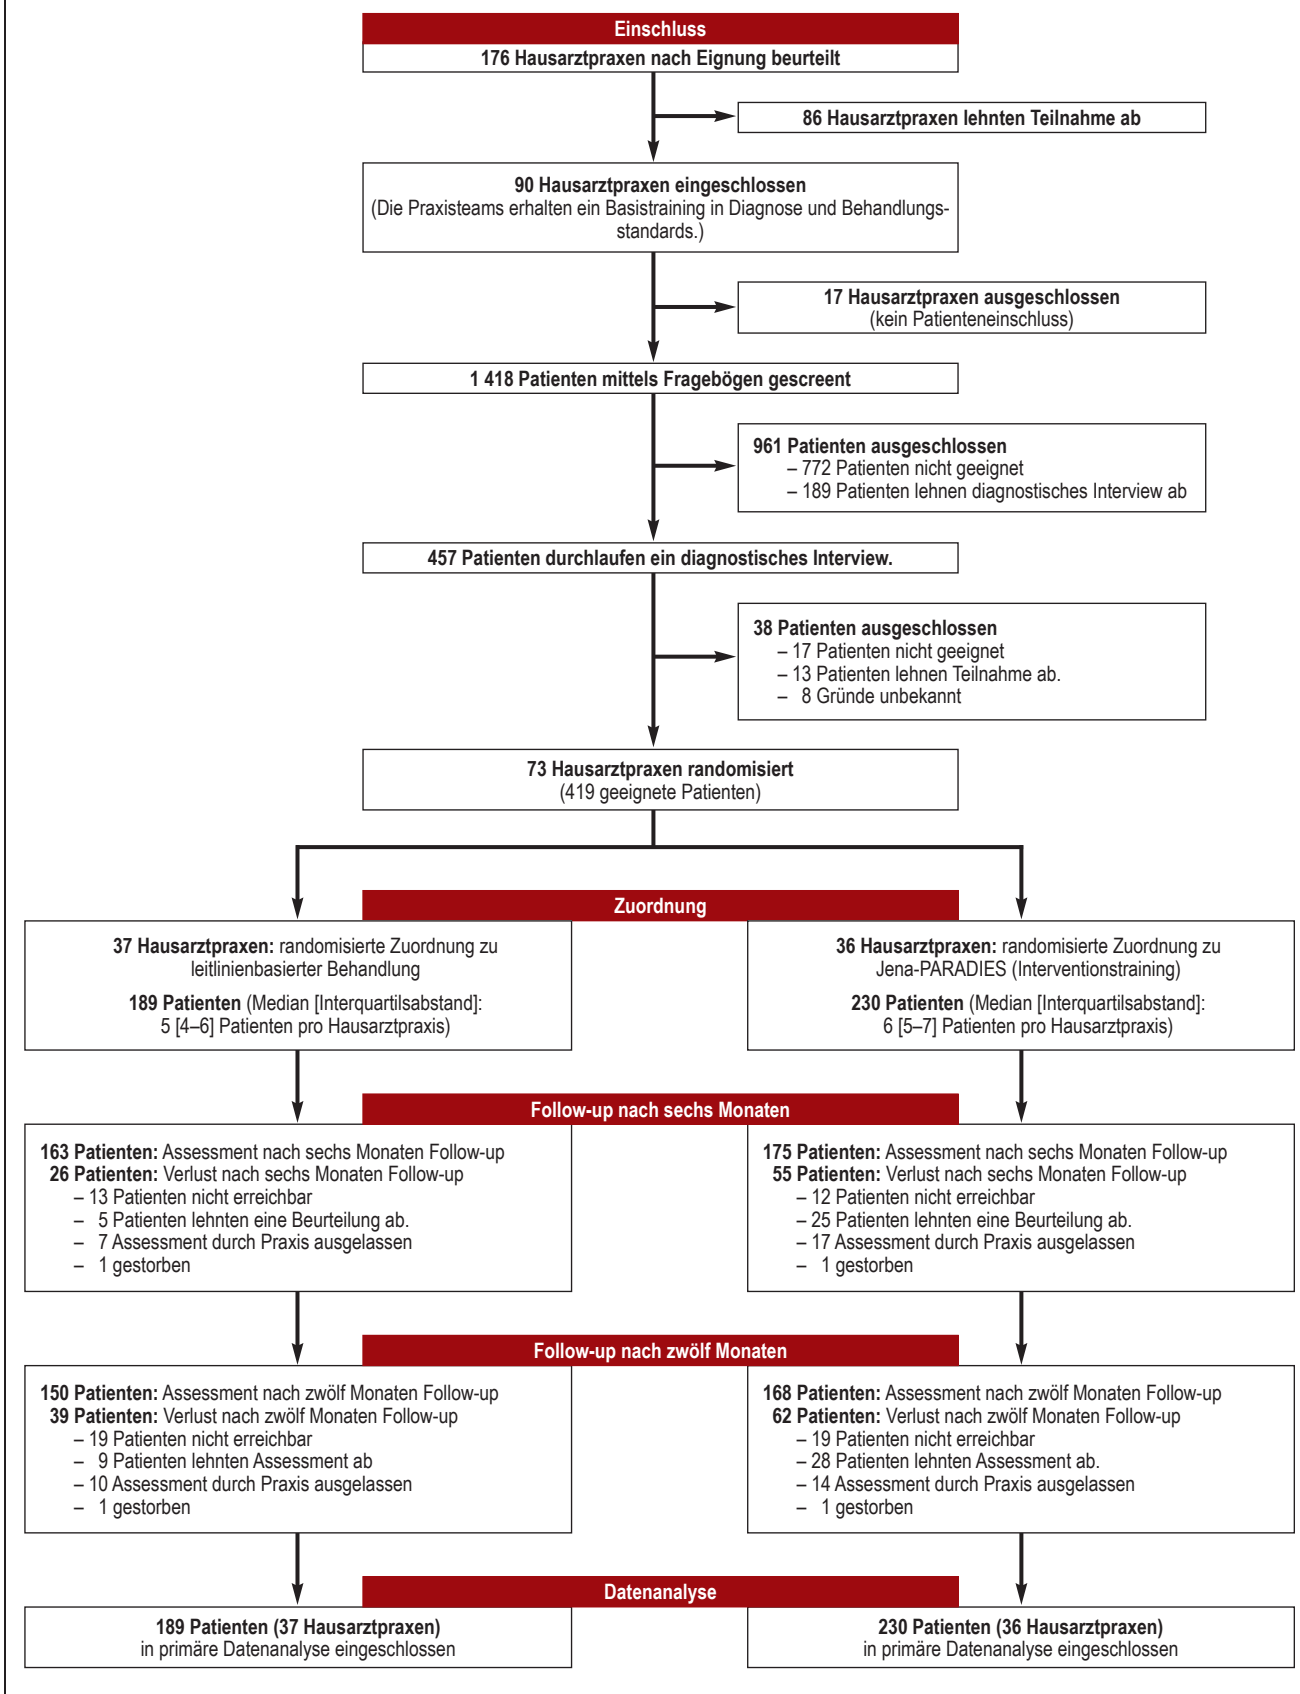 Einschluss
176 Hausarztpraxen nach Eignung beurteilt
86 Hausarztpraxen lehnten Teilnahme ab
90 Hausarztpraxen eingeschlossen
(Die Praxisteams erhalten ein Basistraining in Diagnose und Behandlungs-
standards.)
17 Hausarztpraxen ausgeschlossen
(kein Patienteneinschluss)
1 418 Patienten mittels Fragebögen gescreent
961 Patienten ausgeschlossen
– 772 Patienten nicht geeignet
– 189 Patienten lehnen diagnostisches Interview ab
457 Patienten durchlaufen ein diagnostisches Interview.
38 Patienten ausgeschlossen
– 17 Patienten nicht geeignet
– 13 Patienten lehnen Teilnahme ab.
– 8 Gründe unbekannt
73 Hausarztpraxen randomisiert
(419 geeignete Patienten)
Zuordnung
37 Hausarztpraxen: randomisierte Zuordnung zu
leitlinienbasierter Behandlung
189 Patienten (Median [Interquartilsabstand]:
5 [4–6] Patienten pro Hausarztpraxis)
36 Hausarztpraxen: randomisierte Zuordnung zu
Jena-PARADIES (Interventionstraining)
230 Patienten (Median [Interquartilsabstand]:
6 [5–7] Patienten pro Hausarztpraxis)
Follow-up nach sechs Monaten
163 Patienten: Assessment nach sechs Monaten Follow-up
26 Patienten: Verlust nach sechs Monaten Follow-up
– 13 Patienten nicht erreichbar
– 5 Patienten lehnten eine Beurteilung ab.
– 7 Assessment durch Praxis ausgelassen
– 1 gestorben
175 Patienten: Assessment nach sechs Monaten Follow-up
55 Patienten: Verlust nach sechs Monaten Follow-up
– 12 Patienten nicht erreichbar
– 25 Patienten lehnten eine Beurteilung ab.
– 17 Assessment durch Praxis ausgelassen
– 1 gestorben
Follow-up nach zwölf Monaten
150 Patienten: Assessment nach zwölf Monaten Follow-up
39 Patienten: Verlust nach zwölf Monaten Follow-up
– 19 Patienten nicht erreichbar
– 9 Patienten lehnten Assessment ab
– 10 Assessment durch Praxis ausgelassen
– 1 gestorben
168 Patienten: Assessment nach zwölf Monaten Follow-up
62 Patienten: Verlust nach zwölf Monaten Follow-up
– 19 Patienten nicht erreichbar
– 28 Patienten lehnten Assessment ab.
– 14 Assessment durch Praxis ausgelassen
– 1 gestorben
Datenanalyse
189 Patienten (37 Hausarztpraxen)
in primäre Datenanalyse eingeschlossen
230 Patienten (36 Hausarztpraxen)
in primäre Datenanalyse eingeschlossen